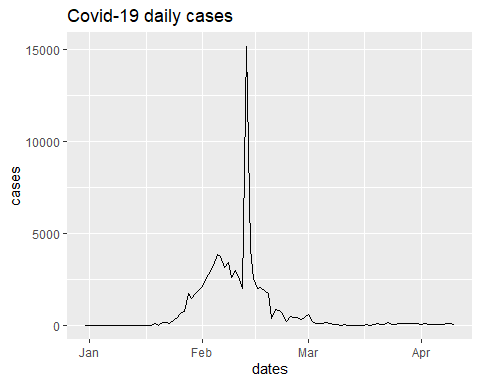 Covid-19 daily cases
15000
10000
5000
0
cases
Jan Feb Mar Apr
dates